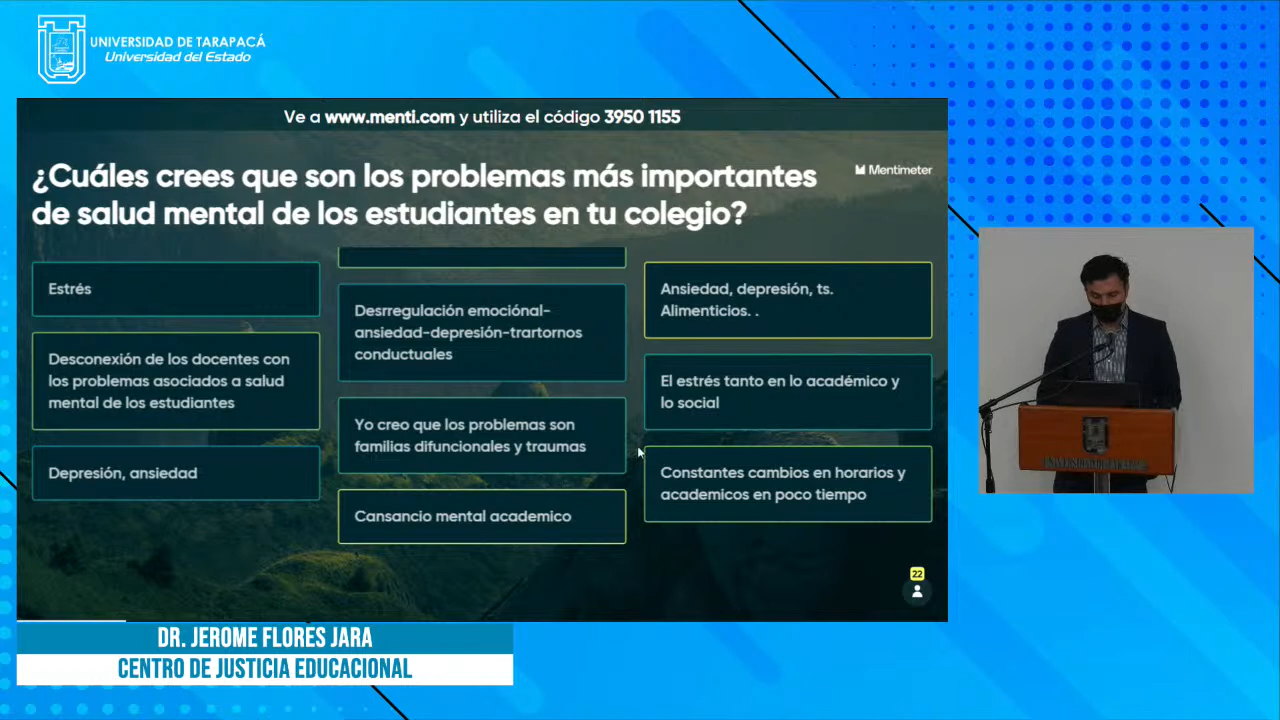 UNIVERSIDAD DE TARAPACÁ
Universidad del Estado
Ve a www.menti.com y utiliza el código 3950 1155
¿Cuáles crees que son los problemas más importantes
de salud mental de los estudiantes en tu colegio?
Mentimeter
Estrés
Desconexión de los docentes con
los problemas asociados a salud
mental de los estudiantes
Depresión, ansiedad
Desrregulación emociónal-
ansiedad-depresión-trartornos
conductuales
Yo creo que los problemas son
familias difuncionales y traumas
Cansancio mental academico
Ansiedad, depresión, ts.
Alimenticios. .
El estrés tanto en lo académico y
lo social
Constantes cambios en horarios y
academicos en poco tiempo
22
UNIVERSIDAD DE TARAPACÁ
DR. JEROME FLORES JARA
CENTRO DE JUSTICIA EDUCACIONAL